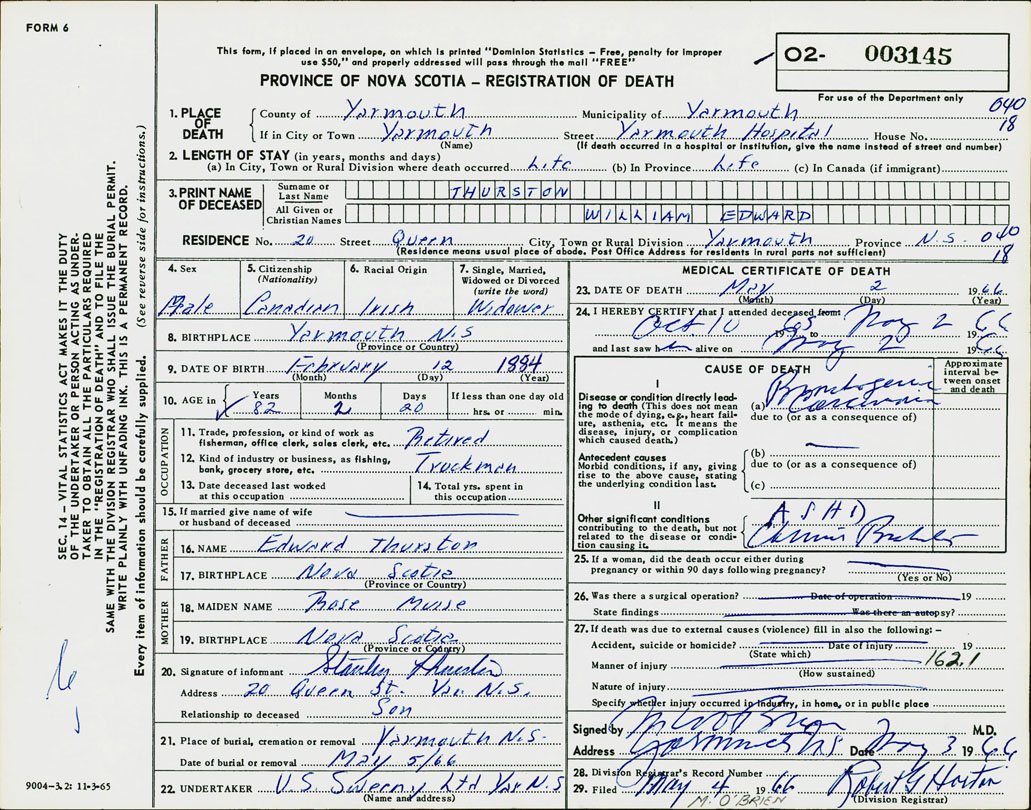 FORM 6
This form, if placed in an envelope, on which is printed "Dominion Statistics – Free, penalty for improper
use $50," and properly addressed will pass through the mail "FREE"
PROVINCE OF NOVA SCOTIA – REGISTRATION OF DEATH
02- 003145
For use of the Department only
040
18
1. PLACE OF DEATH
County of Yarmouth Municipality of Yarmouth
If in City or Town Yarmouth Street Yarmouth Hospital House No.
(Name) (If death occurred in a hospital or institution, give the name instead of street and number)
2. LENGTH OF STAY (in years, months and days)
(a) In City, Town or Rural Division where death occurred Life (b) In Province Life (c) In Canada (if immigrant)
3. PRINT NAME OF DECEASED
Surname or Last Name THURSTON
All Given or Christian Names WILLIAM EDWARD
RESIDENCE No. 20 Street Queen City, Town or Rural Division Yarmouth Province N.S. 040
(Residence means usual place of abode. Post Office Address for residents in rural parts not sufficient) 18
4. Sex
Male
5. Citizenship (Nationality)
Canadian
6. Racial Origin
Irish
7. Single, Married, Widowed or Divorced (write the word)
Widower
8. BIRTHPLACE Yarmouth N.S
(Province or Country)
9. DATE OF BIRTH February 12 1884
(Month) (Day) (Year)
10. AGE in Years Months Days If less than one day old
82 2 20 hrs. or min.
OCCUPATION
11. Trade, profession, or kind of work as fisherman, office clerk, sales clerk, etc. Retired
12. Kind of industry or business, as fishing, bank, grocery store, etc. Truckman
13. Date deceased last worked at this occupation
14. Total yrs. spent in this occupation
15. If married give name of wife or husband of deceased
FATHER
16. NAME Edward Thurston
17. BIRTHPLACE Nova Scotia
(Province or Country)
MOTHER
18. MAIDEN NAME Rose Muise
19. BIRTHPLACE Nova Scotia
(Province or Country)
20. Signature of informant Stanley Thurston
Address 20 Queen St. Yar. N.S.
Relationship to deceased Son
21. Place of burial, cremation or removal Yarmouth N.S.
Date of burial or removal May 5/66
22. UNDERTAKER V.S. Sweeny Ltd Yar N.S
(Name and address)
MEDICAL CERTIFICATE OF DEATH
23. DATE OF DEATH May 2 1966
(Month) (Day) (Year)
24. I HEREBY CERTIFY that I attended deceased from
Oct 10 1965 to May 2 1966
and last saw him alive on May 2 1966
CAUSE OF DEATH
Approximate interval between onset and death
I
Disease or condition directly leading to death (This does not mean the mode of dying, e.g., heart failure, asthenia, etc. It means the disease, injury, or complication which caused death.)
(a) Bronchogenic Carcinoma
due to (or as a consequence of)
Antecedent causes
Morbid conditions, if any, giving rise to the above cause, stating the underlying condition last.
(b)
due to (or as a consequence of)
(c)
II
Other significant conditions contributing to the death, but not related to the disease or condition causing it.
ASHD
Chronic
25. If a woman, did the death occur either during pregnancy or within 90 days following pregnancy?
(Yes or No)
26. Was there a surgical operation? Date of operation 19
State findings Was there an autopsy?
27. If death was due to external causes (violence) fill in also the following: –
Accident, suicide or homicide? Date of injury 19
(State which) 162.1
Manner of injury
(How sustained)
Nature of injury
Specify whether injury occurred in industry, in home, or in public place
Signed by M O'Brien M.D.
Address Yarmouth N.S. Date May 3 1966
28. Division Registrar's Record Number
29. Filed May 4 1966 Robert G Horton
M. O'BRIEN (Division Registrar)
SEC. 14 – VITAL STATISTICS ACT MAKES IT THE DUTY
OF THE UNDERTAKER OR PERSON ACTING AS UNDER-
TAKER TO OBTAIN ALL THE PARTICULARS REQUIRED
IN THE "REGISTRATION OF DEATH" AND TO FILE THE
SAME WITH THE DIVISION REGISTRAR WHO SHALL ISSUE THE BURIAL PERMIT.
WRITE PLAINLY WITH UNFADING INK. THIS IS A PERMANENT RECORD.
Every item of information should be carefully supplied. (See reverse side for instructions.)
9004-3.2: 11-3-65